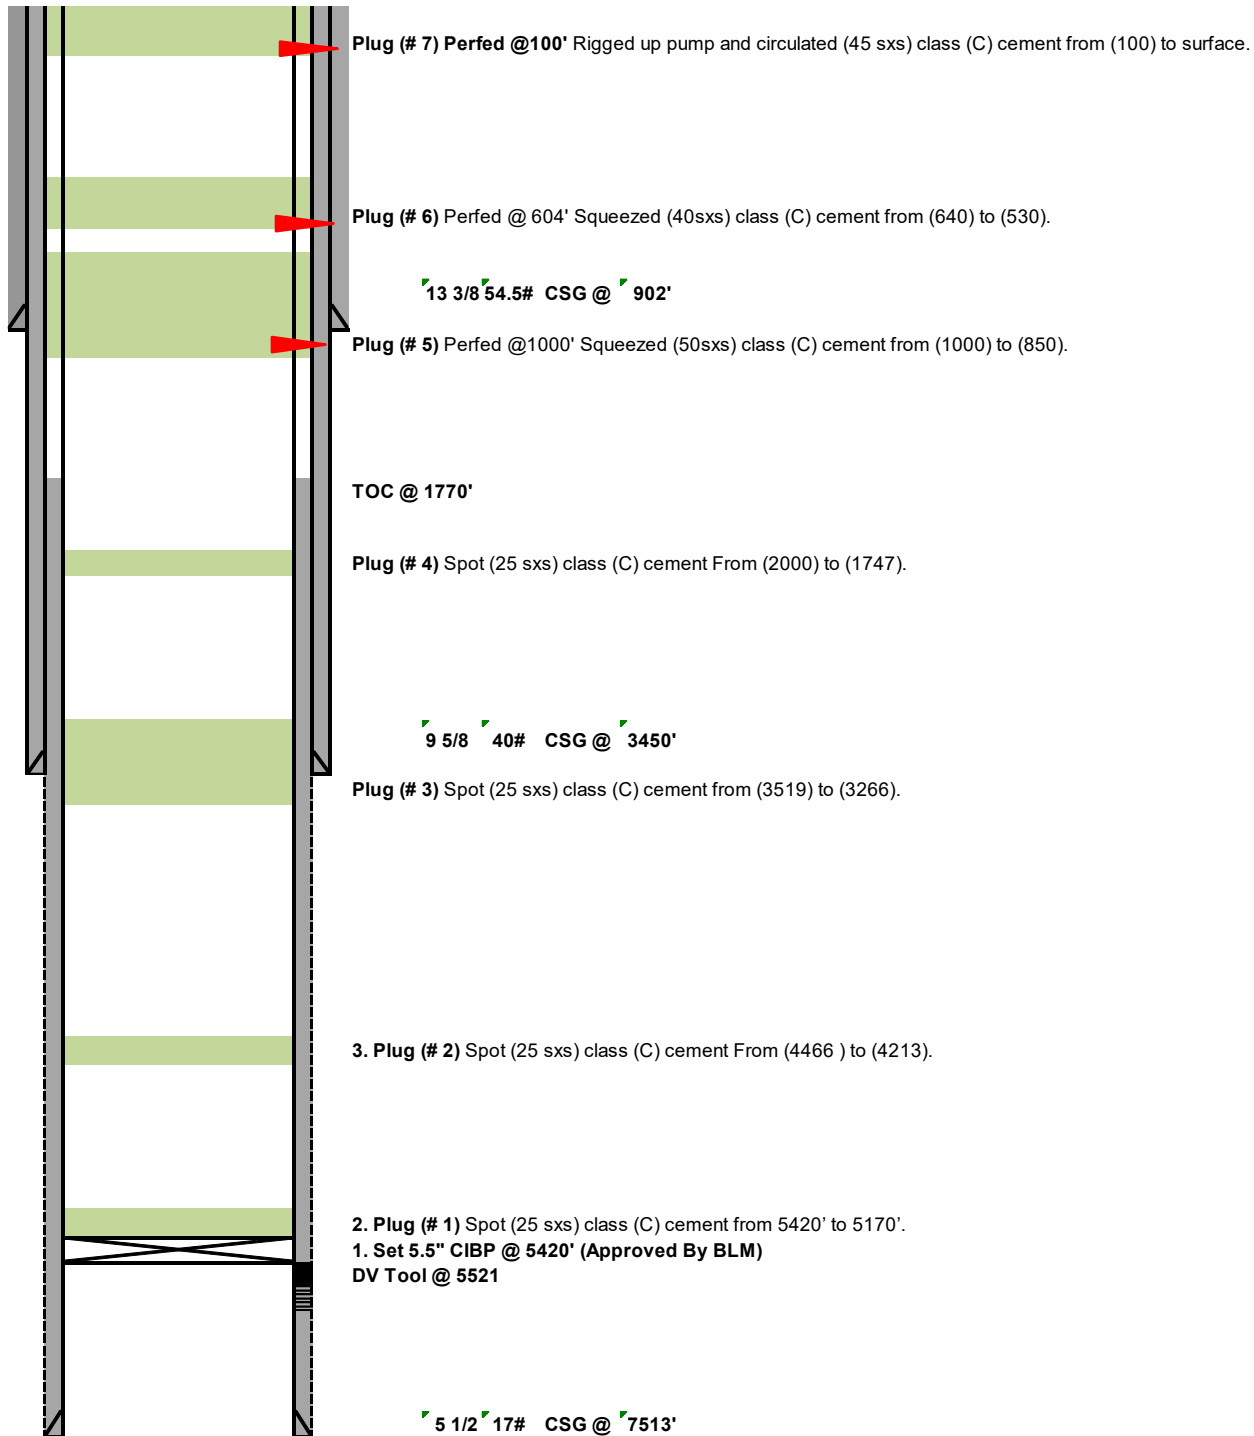 Plug (# 7) Perfed @100' Rigged up pump and circulated (45 sxs) class (C) cement from (100) to surface.
Plug (# 6) Perfed @ 604' Squeezed (40sxs) class (C) cement from (640) to (530).
13 3/8 54.5# CSG @ 902'
Plug (# 5) Perfed @1000' Squeezed (50sxs) class (C) cement from (1000) to (850).
TOC @ 1770'
Plug (# 4) Spot (25 sxs) class (C) cement From (2000) to (1747).
9 5/8 40# CSG @ 3450'
Plug (# 3) Spot (25 sxs) class (C) cement from (3519) to (3266).
3. Plug (# 2) Spot (25 sxs) class (C) cement From (4466 ) to (4213).
2. Plug (# 1) Spot (25 sxs) class (C) cement from 5420’ to 5170’.
1. Set 5.5" CIBP @ 5420' (Approved By BLM)
DV Tool @ 5521
5 1/2 17# CSG @ 7513'